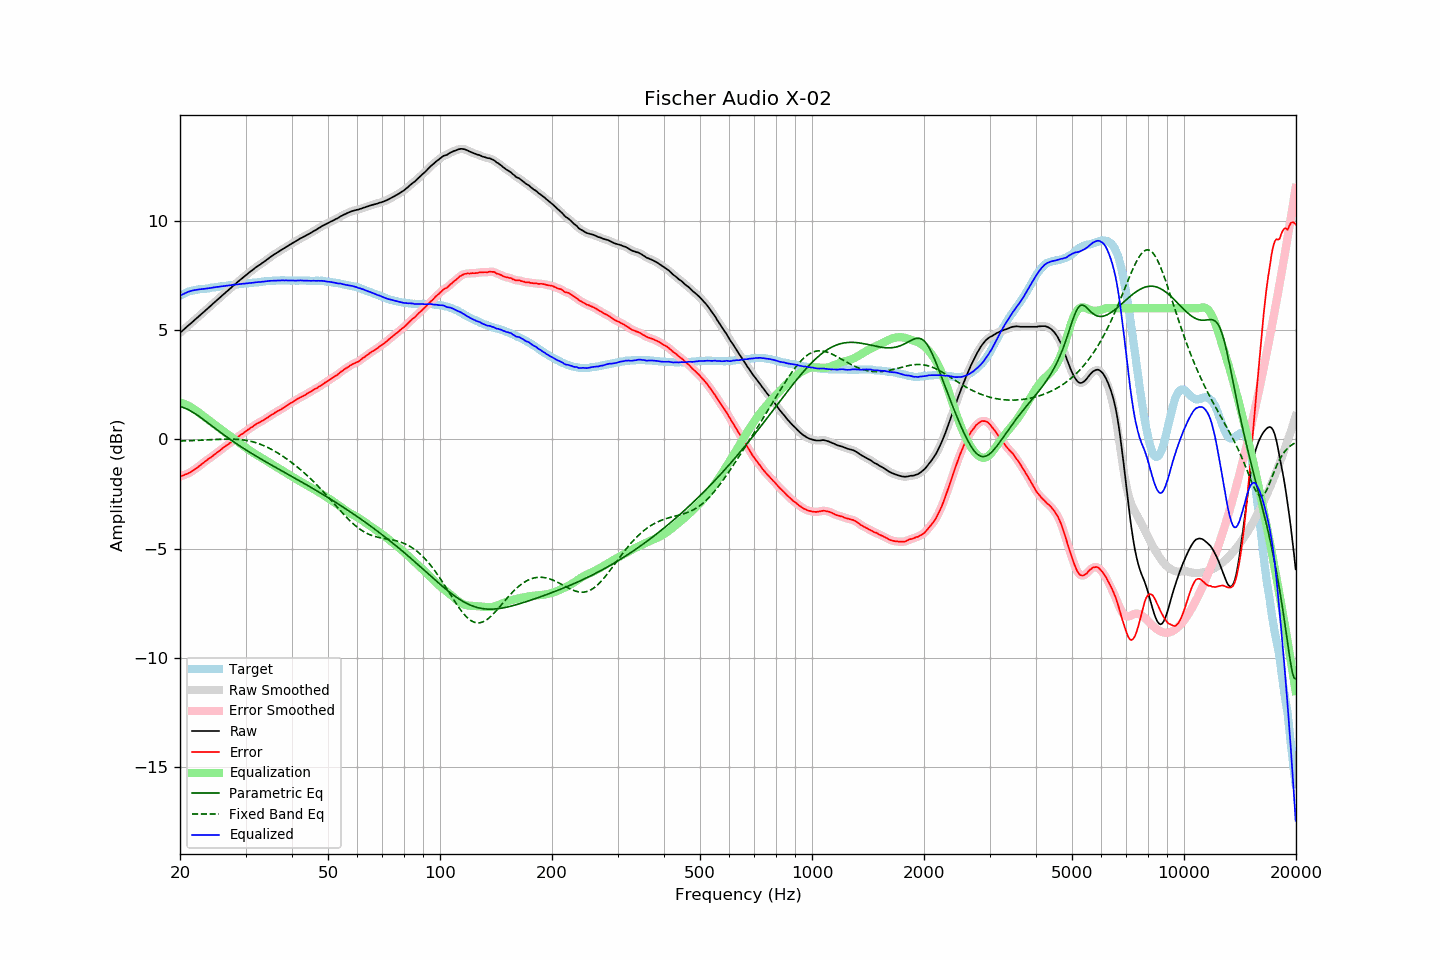 Fischer Audio X-02
Amplitude (dBr)
10
5
0
−5
−10
−15
Target
Raw Smoothed
Error Smoothed
Raw
Error
Equalization
Parametric Eq
Fixed Band Eq
Equalized
20 50 100 200 500 1000 2000 5000 10000 20000
Frequency (Hz)